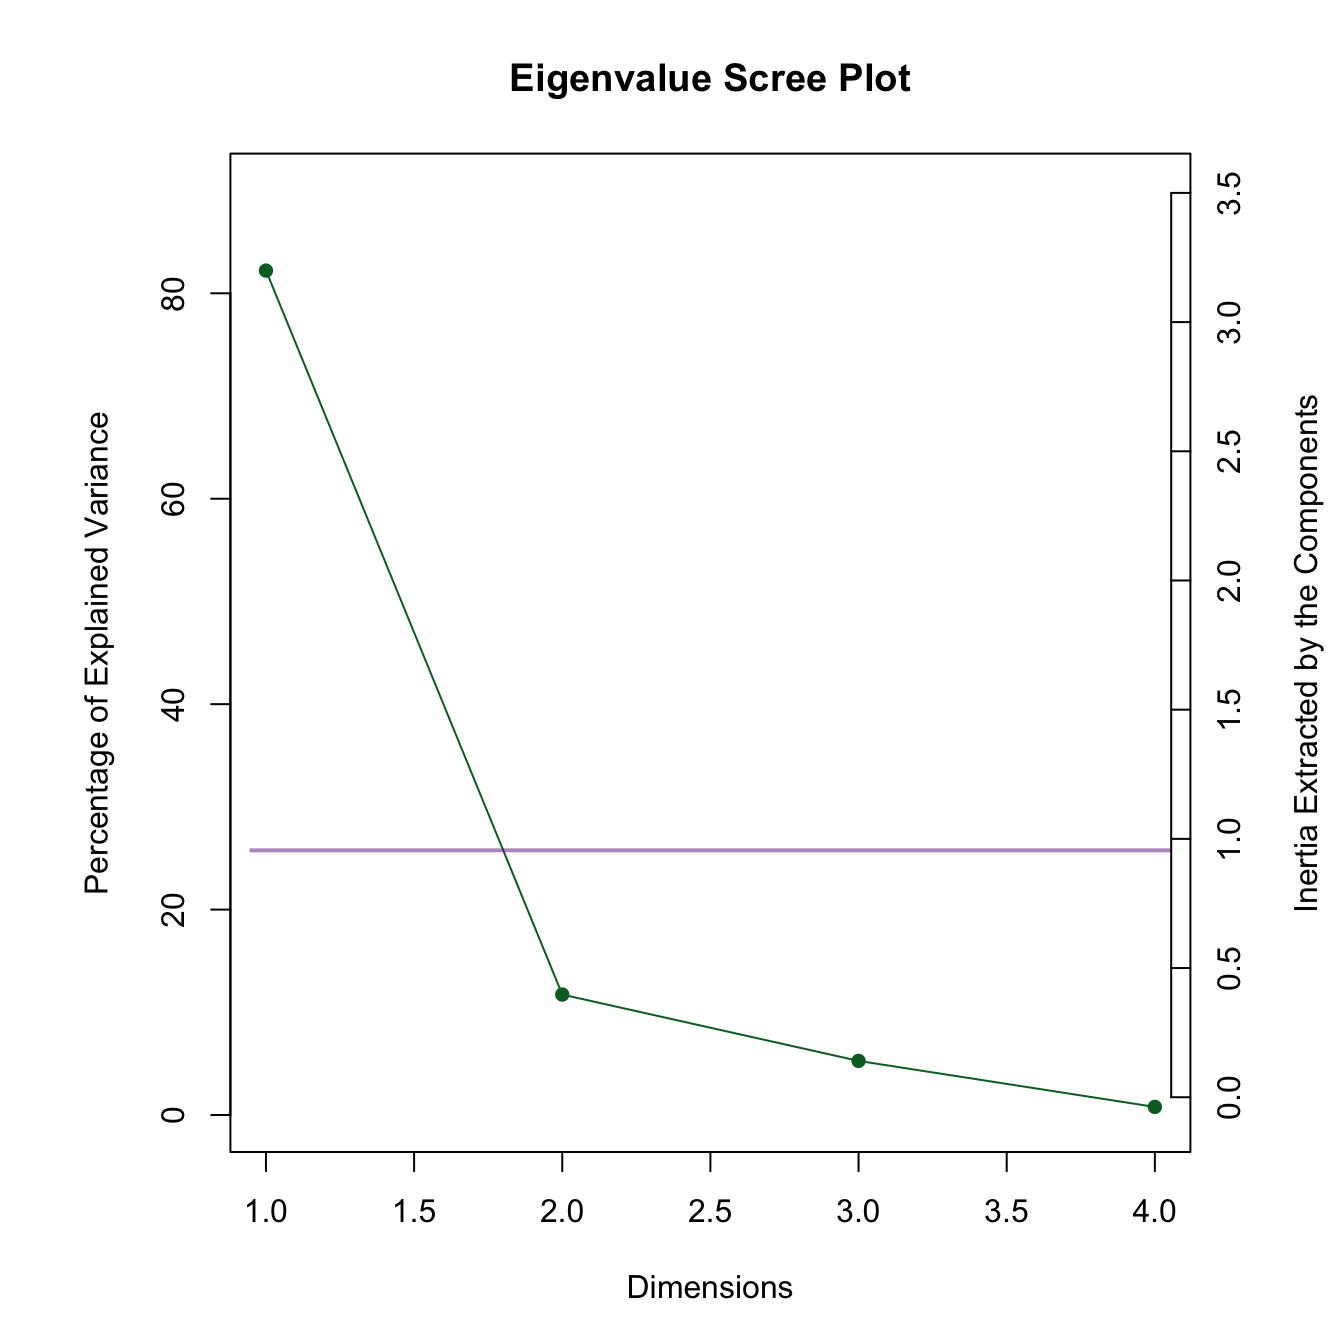 Eigenvalue Scree Plot
Percentage of Explained Variance
80
60
40
20
0
3.5
3.0
2.5
2.0
1.5
1.0
0.5
0.0
Inertia Extracted by the Components
1.0 1.5 2.0 2.5 3.0 3.5 4.0
Dimensions